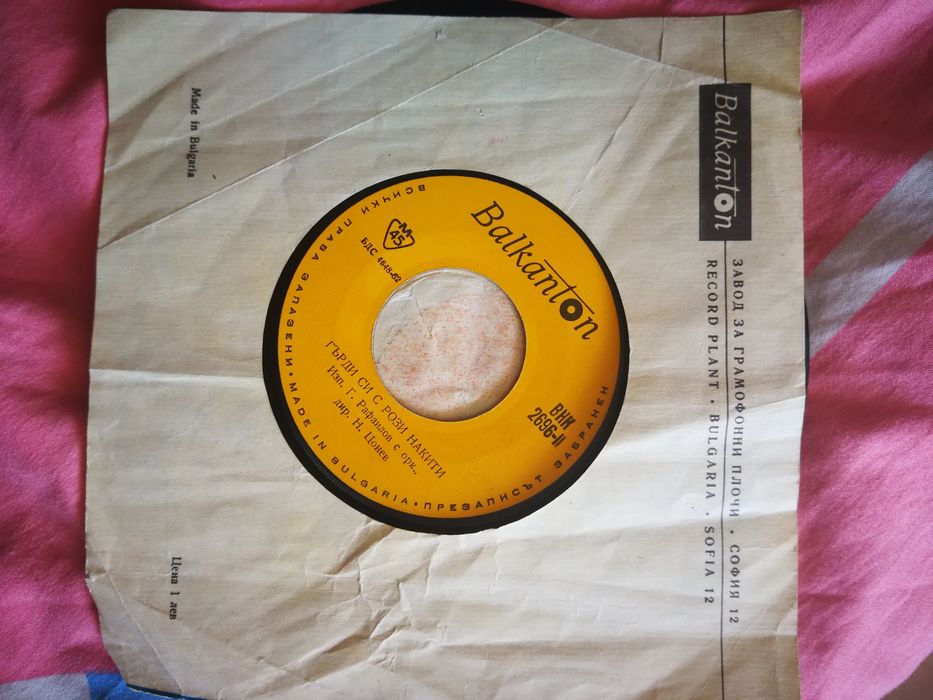 Balkanton
ЗАВОД ЗА ГРАМОФОННИ ПЛОЧИ • СОФИЯ 12
RECORD PLANT • BULGARIA • SOFIA 12
Balkanton
М
45
БДС 4648-62
ВНК
2696-II
ГЪРДИ СИ С РОЗИ НАКИТИ
Изп. Г. Рафаилов с орк.,
дир. Н. Цонев
ВСИЧКИ ПРАВА ЗАПАЗЕНИ • MADE IN BULGARIA • ПРЕЗАПИСЪТ ЗАБРАНЕН
Made in Bulgaria
Цена 1 лев